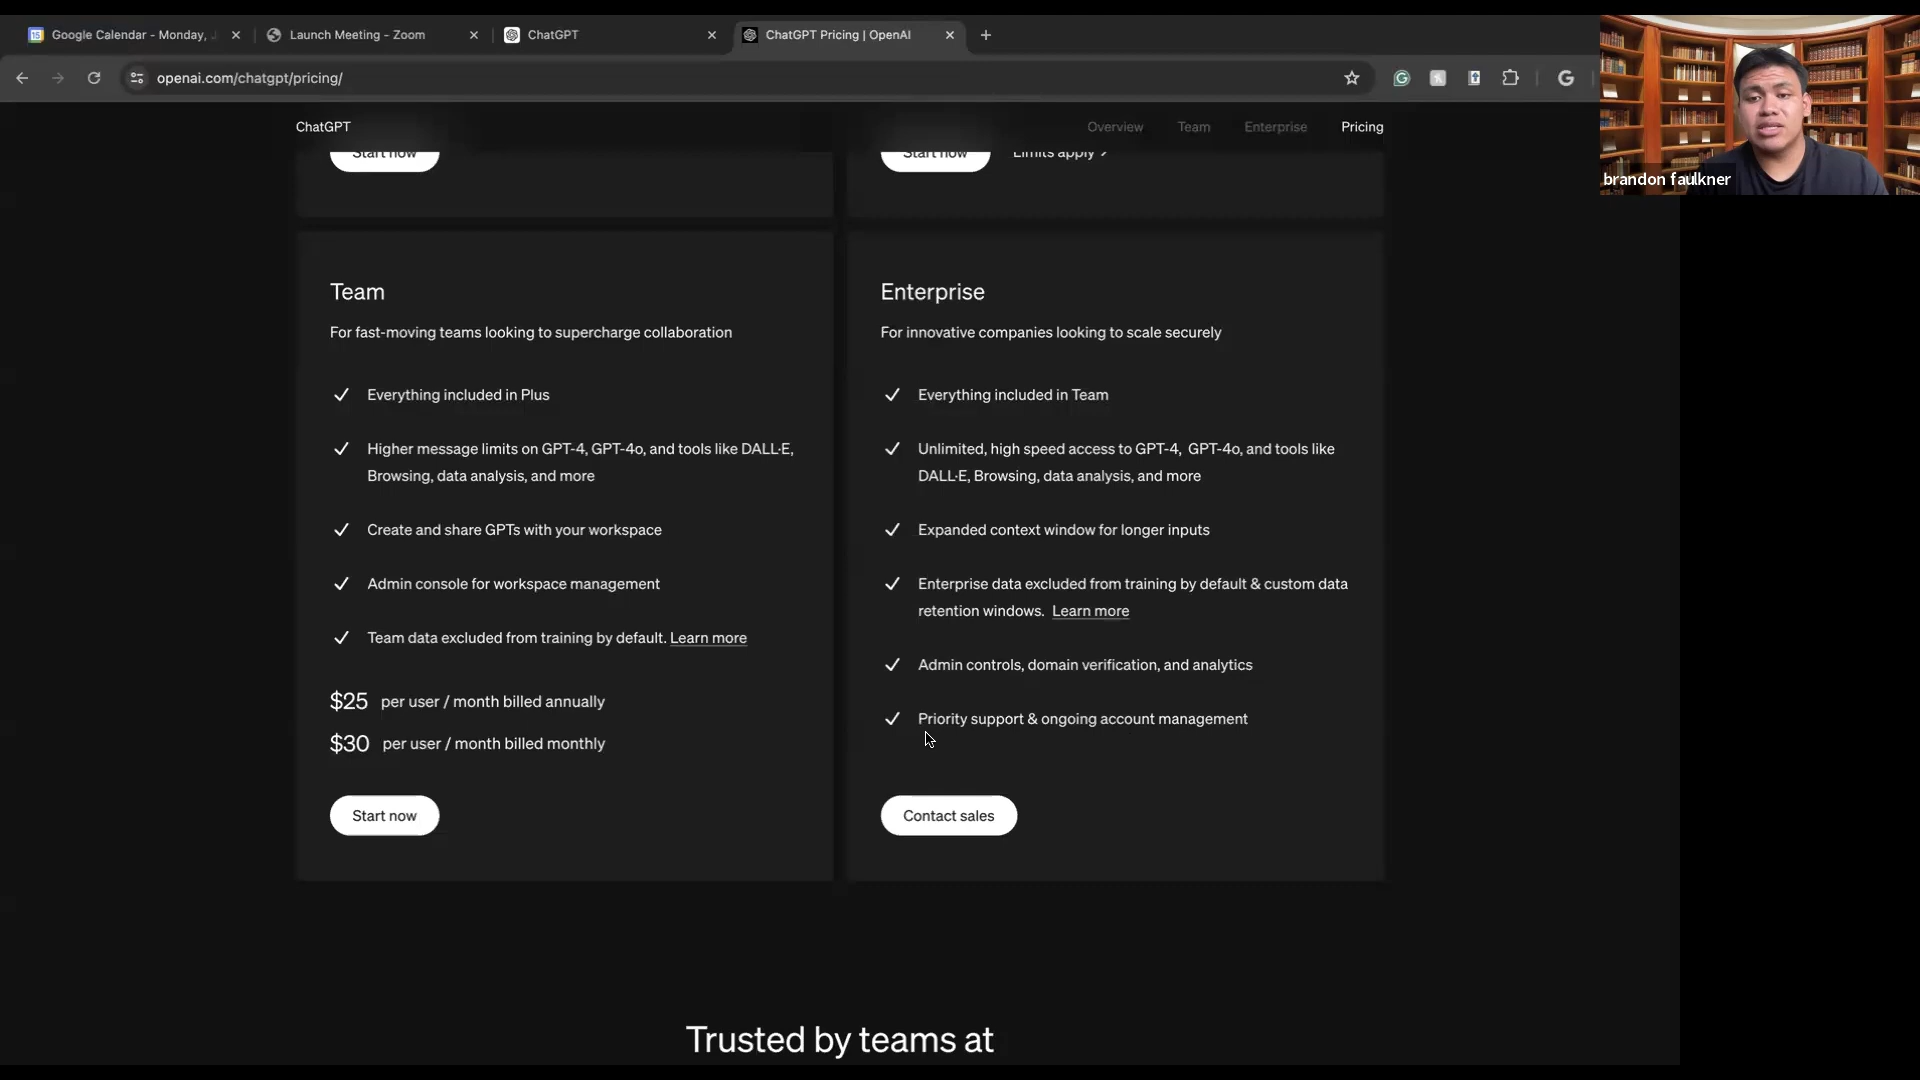 Google Calendar - Monday,
Launch Meeting - Zoom
ChatGPT
ChatGPT Pricing | OpenAI
openai.com/chatgpt/pricing/
brandon faulkner
ChatGPT
Overview
Team
Enterprise
Pricing
Start now
Start now
Limits apply
Team
For fast-moving teams looking to supercharge collaboration
Everything included in Plus
Higher message limits on GPT-4, GPT-4o, and tools like DALL·E,
Browsing, data analysis, and more
Create and share GPTs with your workspace
Admin console for workspace management
Team data excluded from training by default. Learn more
$25 per user / month billed annually
$30 per user / month billed monthly
Start now
Enterprise
For innovative companies looking to scale securely
Everything included in Team
Unlimited, high speed access to GPT-4, GPT-4o, and tools like
DALL·E, Browsing, data analysis, and more
Expanded context window for longer inputs
Enterprise data excluded from training by default & custom data
retention windows. Learn more
Admin controls, domain verification, and analytics
Priority support & ongoing account management
Contact sales
Trusted by teams at